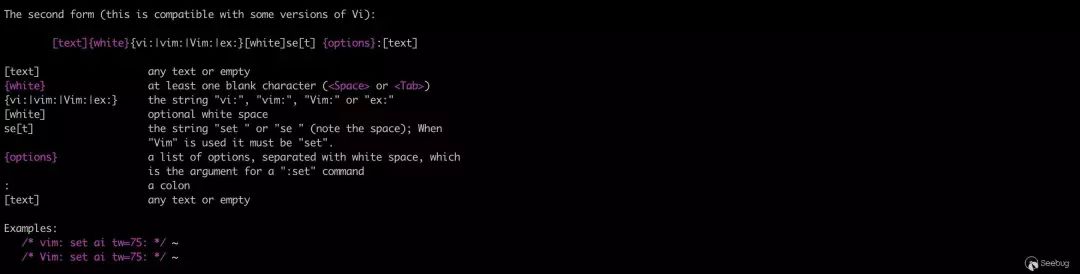 The second form (this is compatible with some versions of Vi):
[text]{white}{vi:|vim:|Vim:|ex:}[white]se[t] {options}:[text]
[text] any text or empty
{white} at least one blank character (<Space> or <Tab>)
{vi:|vim:|Vim:|ex:} the string "vi:", "vim:", "Vim:" or "ex:"
[white] optional white space
se[t] the string "set " or "se " (note the space); When
"Vim" is used it must be "set".
{options} a list of options, separated with white space, which
is the argument for a ":set" command
: a colon
[text] any text or empty
Examples:
/* vim: set ai tw=75: */ ~
/* Vim: set ai tw=75: */ ~
Seebug